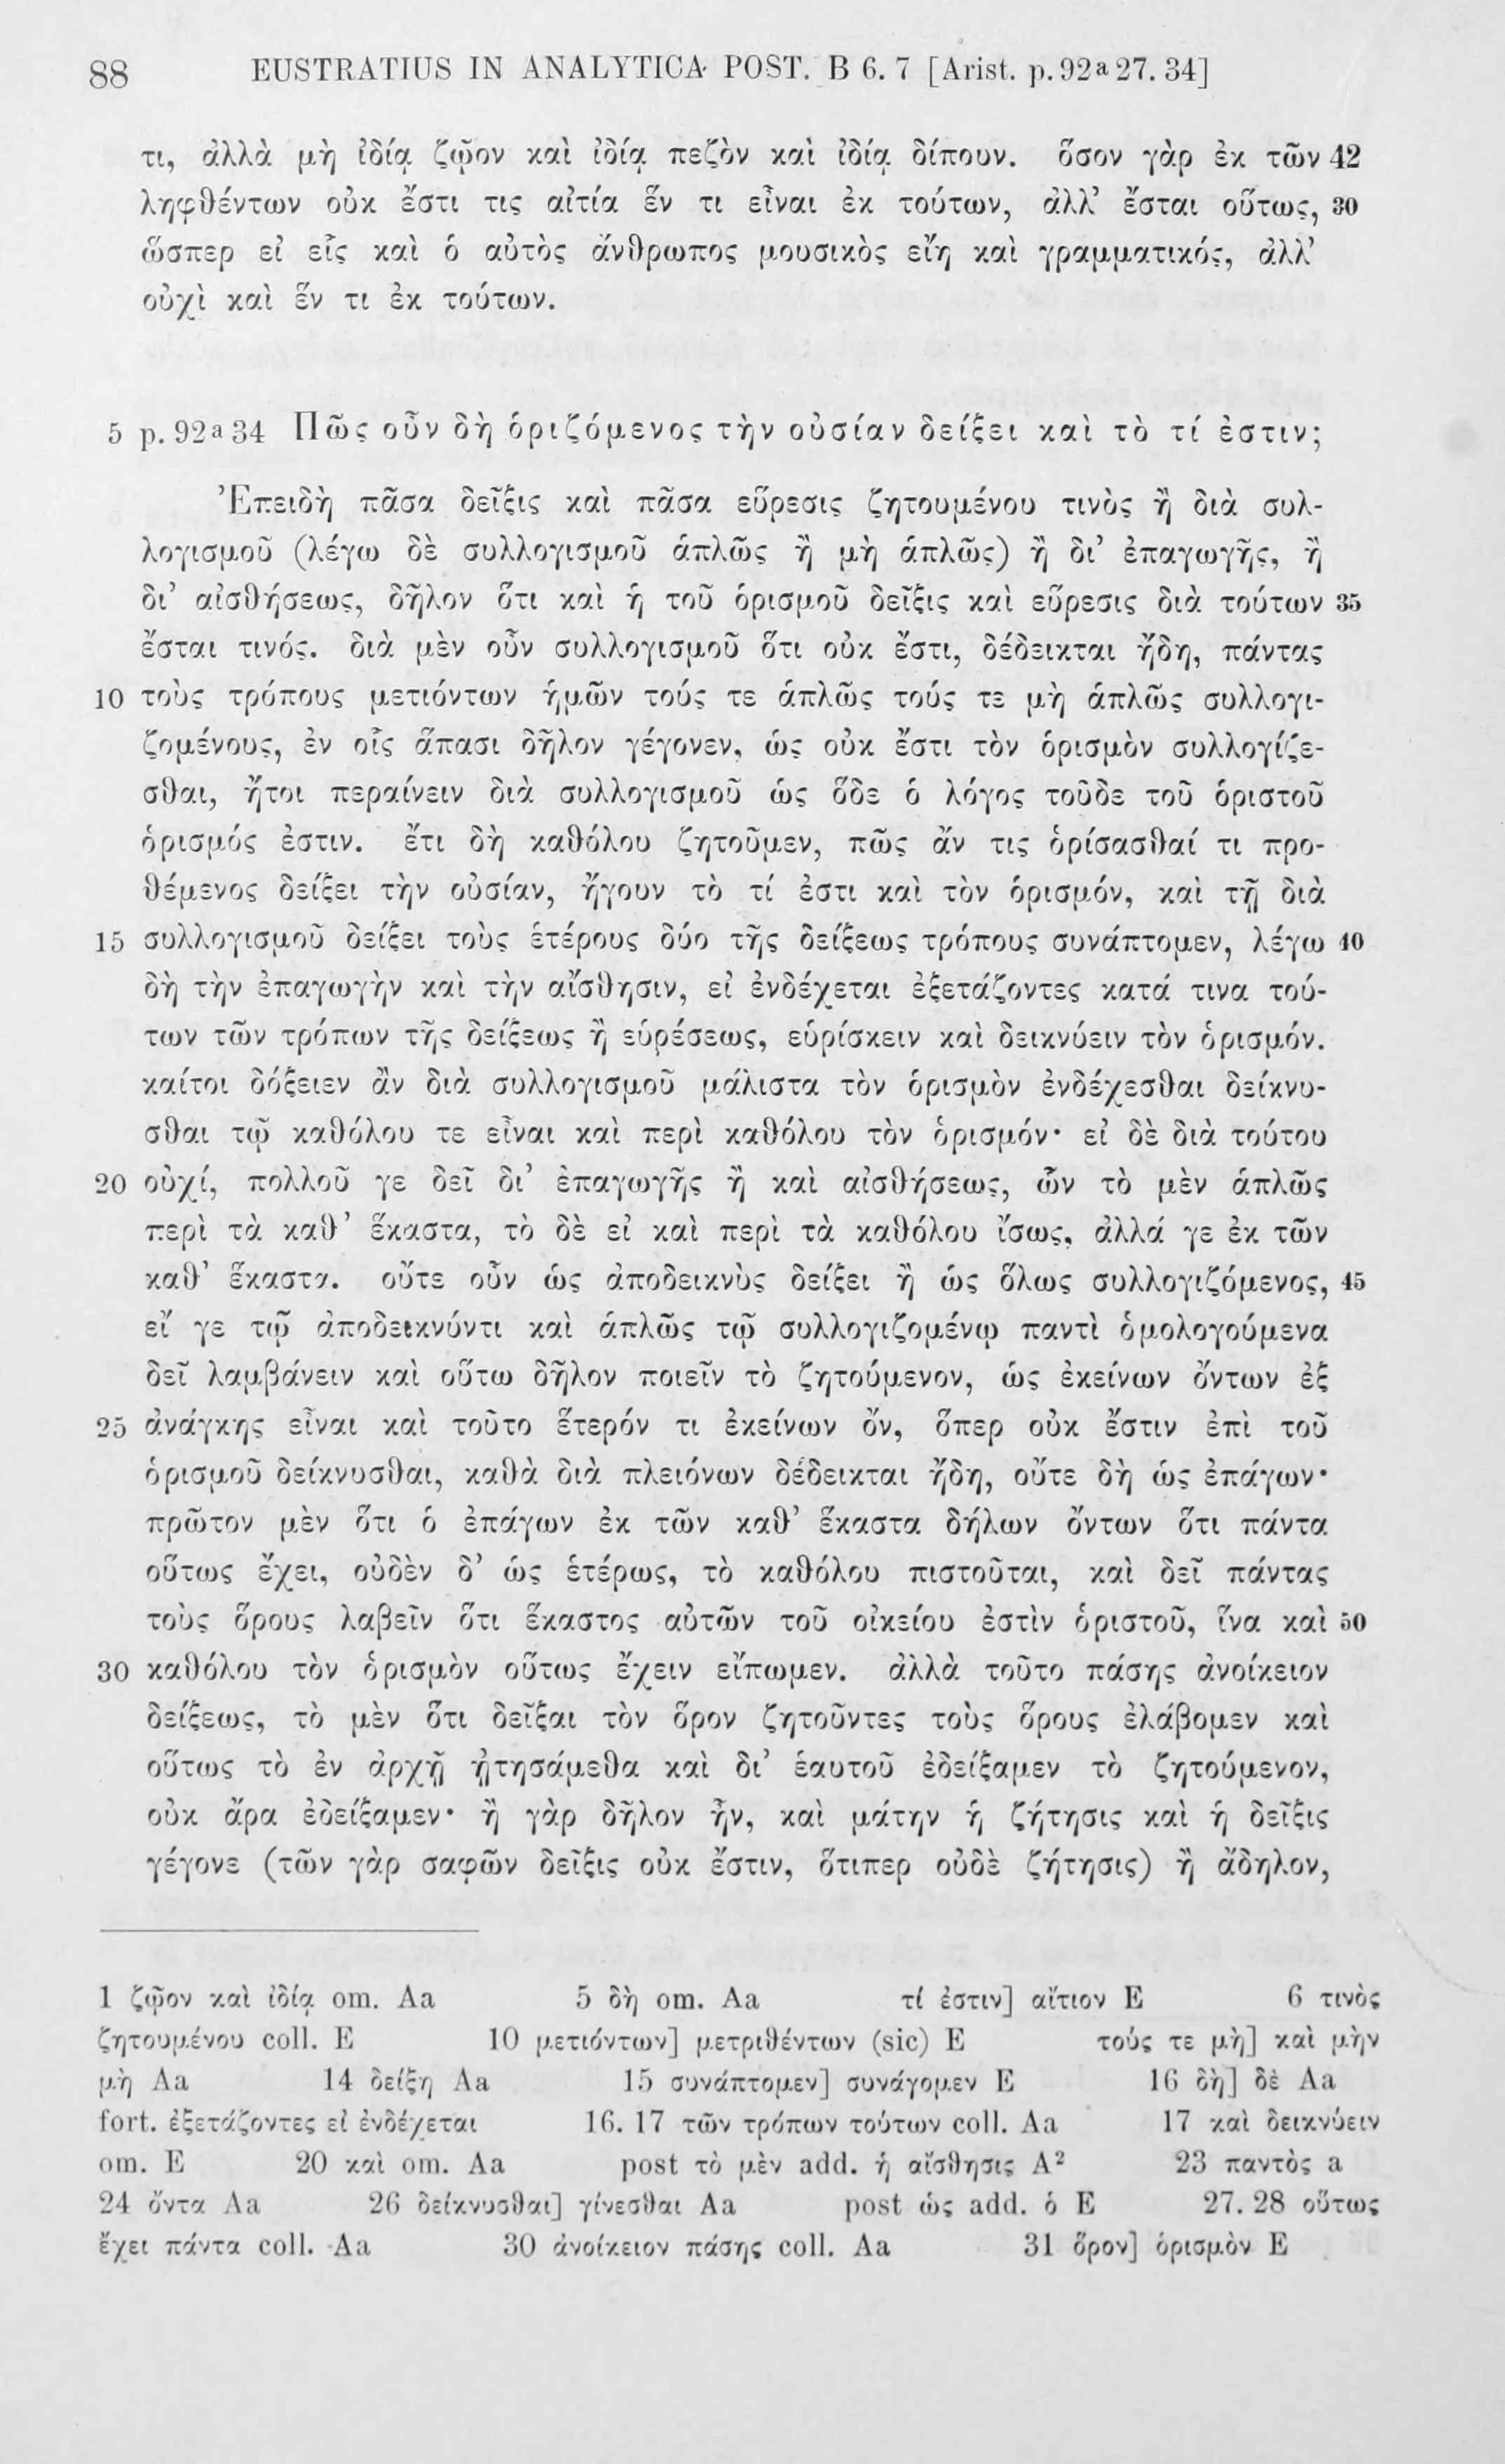 88 EUSTRATIUS IN ANALYTICA POST. B 6. 7 [Arist. p. 92a 27. 34]
τι, ἀλλὰ μὴ ἰδίᾳ ζῷον καὶ ἰδίᾳ πεζὸν καὶ ἰδίᾳ δίπουν. ὅσον γὰρ ἐκ τῶν 42
ληφθέντων οὐκ ἔστι τις αἰτία ἕν τι εἶναι ἐκ τούτων, ἀλλ’ ἔσται οὕτως, 30
ὥσπερ εἰ εἷς καὶ ὁ αὐτὸς ἄνθρωπος μουσικὸς εἴη καὶ γραμματικός, ἀλλ’
οὐχὶ καὶ ἕν τι ἐκ τούτων.
5 p. 92a 34 Πῶς οὖν δὴ ὁριζόμενος τὴν οὐσίαν δείξει καὶ τὸ τί ἐστιν;
Ἐπειδὴ πᾶσα δεῖξις καὶ πᾶσα εὕρεσις ζητουμένου τινὸς ἢ διὰ συλ-
λογισμοῦ (λέγω δὲ συλλογισμοῦ ἁπλῶς ἢ μὴ ἁπλῶς) ἢ δι’ ἐπαγωγῆς, ἢ
δι’ αἰσθήσεως, δῆλον ὅτι καὶ ἡ τοῦ ὁρισμοῦ δεῖξις καὶ εὕρεσις διὰ τούτων 35
ἔσται τινός. διὰ μὲν οὖν συλλογισμοῦ ὅτι οὐκ ἔστι, δέδεικται ἤδη, πάντας
10 τοὺς τρόπους μετιόντων ἡμῶν τούς τε ἁπλῶς τούς τε μὴ ἁπλῶς συλλογι-
ζομένους, ἐν οἷς ἅπασι δῆλον γέγονεν, ὡς οὐκ ἔστι τὸν ὁρισμὸν συλλογίζε-
σθαι, ἤτοι περαίνειν διὰ συλλογισμοῦ ὡς ὅδε ὁ λόγος τοῦδε τοῦ ὁριστοῦ
ὁρισμός ἐστιν. ἔτι δὴ καθόλου ζητοῦμεν, πῶς ἄν τις ὁρίσασθαί τι προ-
θέμενος δείξει τὴν οὐσίαν, ἤγουν τὸ τί ἐστι καὶ τὸν ὁρισμόν, καὶ τῇ διὰ
15 συλλογισμοῦ δείξει τοὺς ἑτέρους δύο τῆς δείξεως τρόπους συνάπτομεν, λέγω 40
δὴ τὴν ἐπαγωγὴν καὶ τὴν αἴσθησιν, εἰ ἐνδέχεται ἐξετάζοντες κατά τινα τού-
των τῶν τρόπων τῆς δείξεως ἢ εὑρέσεως, εὑρίσκειν καὶ δεικνύειν τὸν ὁρισμόν.
καίτοι δόξειεν ἂν διὰ συλλογισμοῦ μάλιστα τὸν ὁρισμὸν ἐνδέχεσθαι δείκνυ-
σθαι τῷ καθόλου τε εἶναι καὶ περὶ καθόλου τὸν ὁρισμόν· εἰ δὲ διὰ τούτου
20 οὐχί, πολλοῦ γε δεῖ δι’ ἐπαγωγῆς ἢ καὶ αἰσθήσεως, ὧν τὸ μὲν ἁπλῶς
περὶ τὰ καθ’ ἕκαστα, τὸ δὲ εἰ καὶ περὶ τὰ καθόλου ἴσως, ἀλλά γε ἐκ τῶν
καθ’ ἕκαστα. οὔτε οὖν ὡς ἀποδεικνὺς δείξει ἢ ὡς ὅλως συλλογιζόμενος, 45
εἴ γε τῷ ἀποδεικνύντι καὶ ἁπλῶς τῷ συλλογιζομένῳ παντὶ ὁμολογούμενα
δεῖ λαμβάνειν καὶ οὕτω δῆλον ποιεῖν τὸ ζητούμενον, ὡς ἐκείνων ὄντων ἐξ
25 ἀνάγκης εἶναι καὶ τοῦτο ἕτερόν τι ἐκείνων ὄν, ὅπερ οὐκ ἔστιν ἐπὶ τοῦ
ὁρισμοῦ δείκνυσθαι, καθὰ διὰ πλειόνων δέδεικται ἤδη, οὔτε δὴ ὡς ἐπάγων·
πρῶτον μὲν ὅτι ὁ ἐπάγων ἐκ τῶν καθ’ ἕκαστα δήλων ὄντων ὅτι πάντα
οὕτως ἔχει, οὐδὲν δ’ ὡς ἑτέρως, τὸ καθόλου πιστοῦται, καὶ δεῖ πάντας
τοὺς ὅρους λαβεῖν ὅτι ἕκαστος αὐτῶν τοῦ οἰκείου ἐστὶν ὁριστοῦ, ἵνα καὶ 50
30 καθόλου τὸν ὁρισμὸν οὕτως ἔχειν εἴπωμεν. ἀλλὰ τοῦτο πάσης ἀνοίκειον
δείξεως, τὸ μὲν ὅτι δεῖξαι τὸν ὅρον ζητοῦντες τοὺς ὅρους ἐλάβομεν καὶ
οὕτως τὸ ἐν ἀρχῇ ᾐτησάμεθα καὶ δι’ ἑαυτοῦ ἐδείξαμεν τὸ ζητούμενον,
οὐκ ἄρα ἐδείξαμεν· ἢ γὰρ δῆλον ἦν, καὶ μάτην ἡ ζήτησις καὶ ἡ δεῖξις
γέγονε (τῶν γὰρ σαφῶν δεῖξις οὐκ ἔστιν, ὅτιπερ οὐδὲ ζήτησις) ἢ ἄδηλον,
1 ζῷον καὶ ἰδίᾳ om. Aa 5 δὴ om. Aa τί ἐστιν] αἴτιον E 6 τινὸς
ζητουμένου coll. E 10 μετιόντων] μετριθέντων (sic) E τούς τε μὴ] καὶ μὴν
μὴ Aa 14 δείξη Aa 15 συνάπτομεν] συνάγομεν E 16 δὴ] δὲ Aa
fort. ἐξετάζοντες εἰ ἐνδέχεται 16. 17 τῶν τρόπων τούτων coll. Aa 17 καὶ δεικνύειν
om. E 20 καὶ om. Aa post τὸ μὲν add. ἡ αἴσθησις A² 23 παντὸς a
24 ὄντα Aa 26 δείκνυσθαι] γίνεσθαι Aa post ὡς add. ὁ E 27. 28 οὕτως
ἔχει πάντα coll. Aa 30 ἀνοίκειον πάσης coll. Aa 31 ὅρον] ὁρισμὸν E